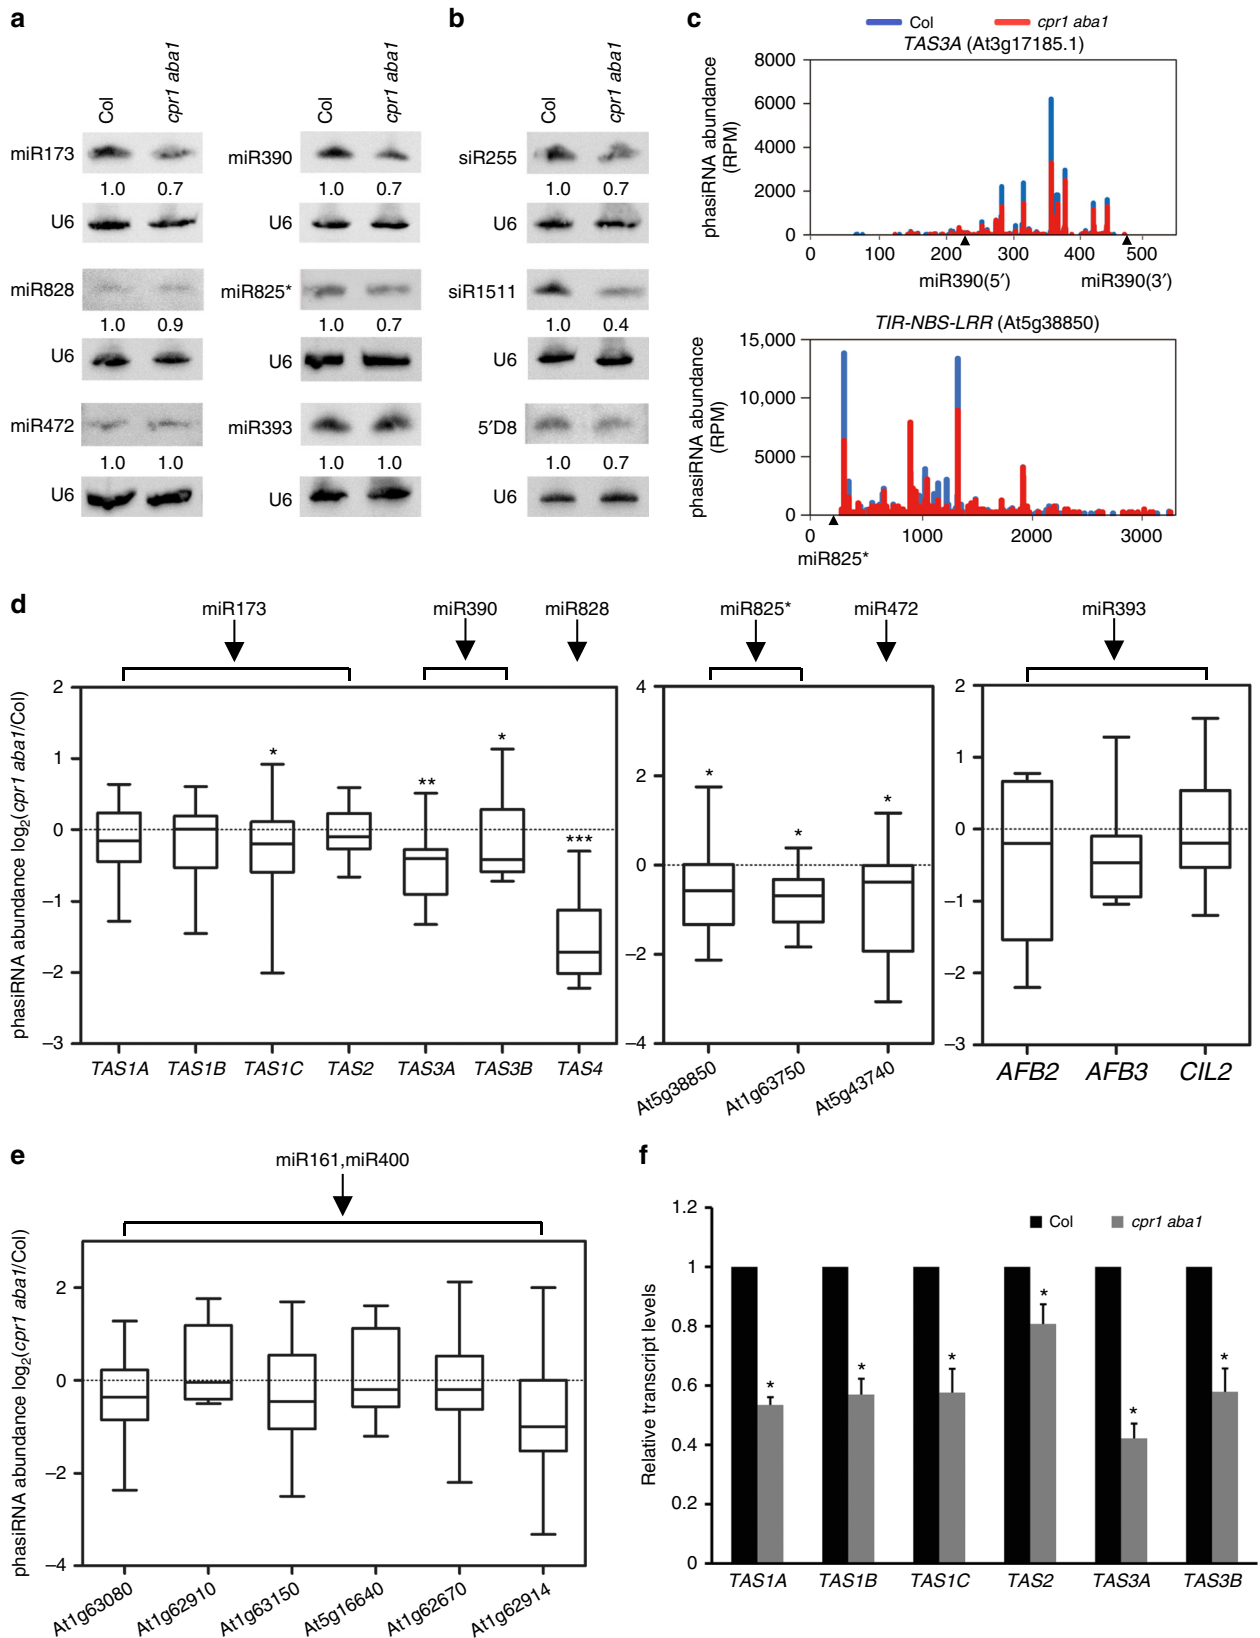 a
Col
cpr1 aba1
Col
cpr1 aba1
miR173
1.0 0.7
U6
miR390
1.0 0.7
U6
miR828
1.0 0.9
U6
miR825*
1.0 0.7
U6
miR472
1.0 1.0
U6
miR393
1.0 1.0
U6
b
Col
cpr1 aba1
siR255
1.0 0.7
U6
siR1511
1.0 0.4
U6
5′D8
1.0 0.7
U6
c
Col cpr1 aba1
TAS3A (At3g17185.1)
phasiRNA abundance
(RPM)
8000
6000
4000
2000
0
0 100 200 300 400 500
miR390(5′) miR390(3′)
TIR-NBS-LRR (At5g38850)
phasiRNA abundance
(RPM)
15,000
10,000
5000
0
0 1000 2000 3000
miR825*
d
miR173 miR390 miR828 miR825* miR472 miR393
phasiRNA abundance log2(cpr1 aba1/Col)
2
1
0
–1
–2
–3
* ** * ***
TAS1A TAS1B TAS1C TAS2 TAS3A TAS3B TAS4
4
2
0
–2
–4
* * *
At5g38850 At1g63750 At5g43740
2
1
0
–1
–2
–3
AFB2 AFB3 CIL2
e
miR161,miR400
phasiRNA abundance log2(cpr1 aba1/Col)
2
0
–2
–4
At1g63080 At1g62910 At1g63150 At5g16640 At1g62670 At1g62914
f
Col cpr1 aba1
Relative transcript levels
1.2
1
0.8
0.6
0.4
0.2
0
* * * * * *
TAS1A TAS1B TAS1C TAS2 TAS3A TAS3B